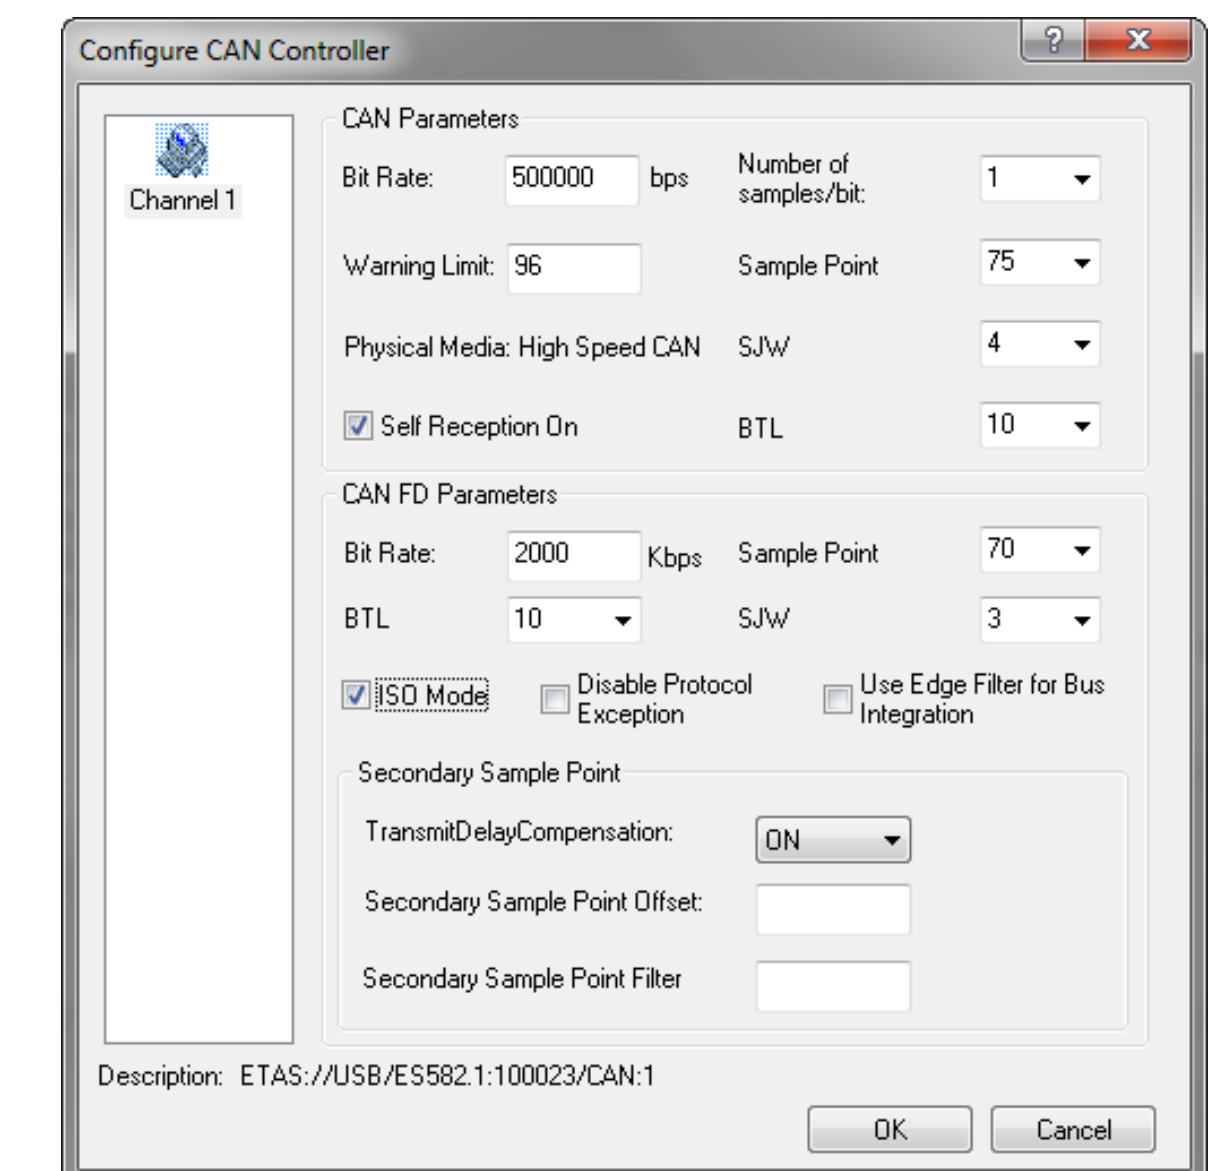 Configure CAN Controller
?
X
Channel 1
CAN Parameters
Bit Rate: 500000 bps
Number of
samples/bit:
1
Warning Limit: 96
Sample Point 75
Physical Media: High Speed CAN
SJW 4
Self Reception On
BTL 10
CAN FD Parameters
Bit Rate: 2000 Kbps
Sample Point 70
BTL 10
SJW 3
ISO Mode
Disable Protocol
Exception
Use Edge Filter for Bus
Integration
Secondary Sample Point
TransmitDelayCompensation: ON
Secondary Sample Point Offset:
Secondary Sample Point Filter
Description: ETAS://USB/ES582.1:100023/CAN:1
OK
Cancel